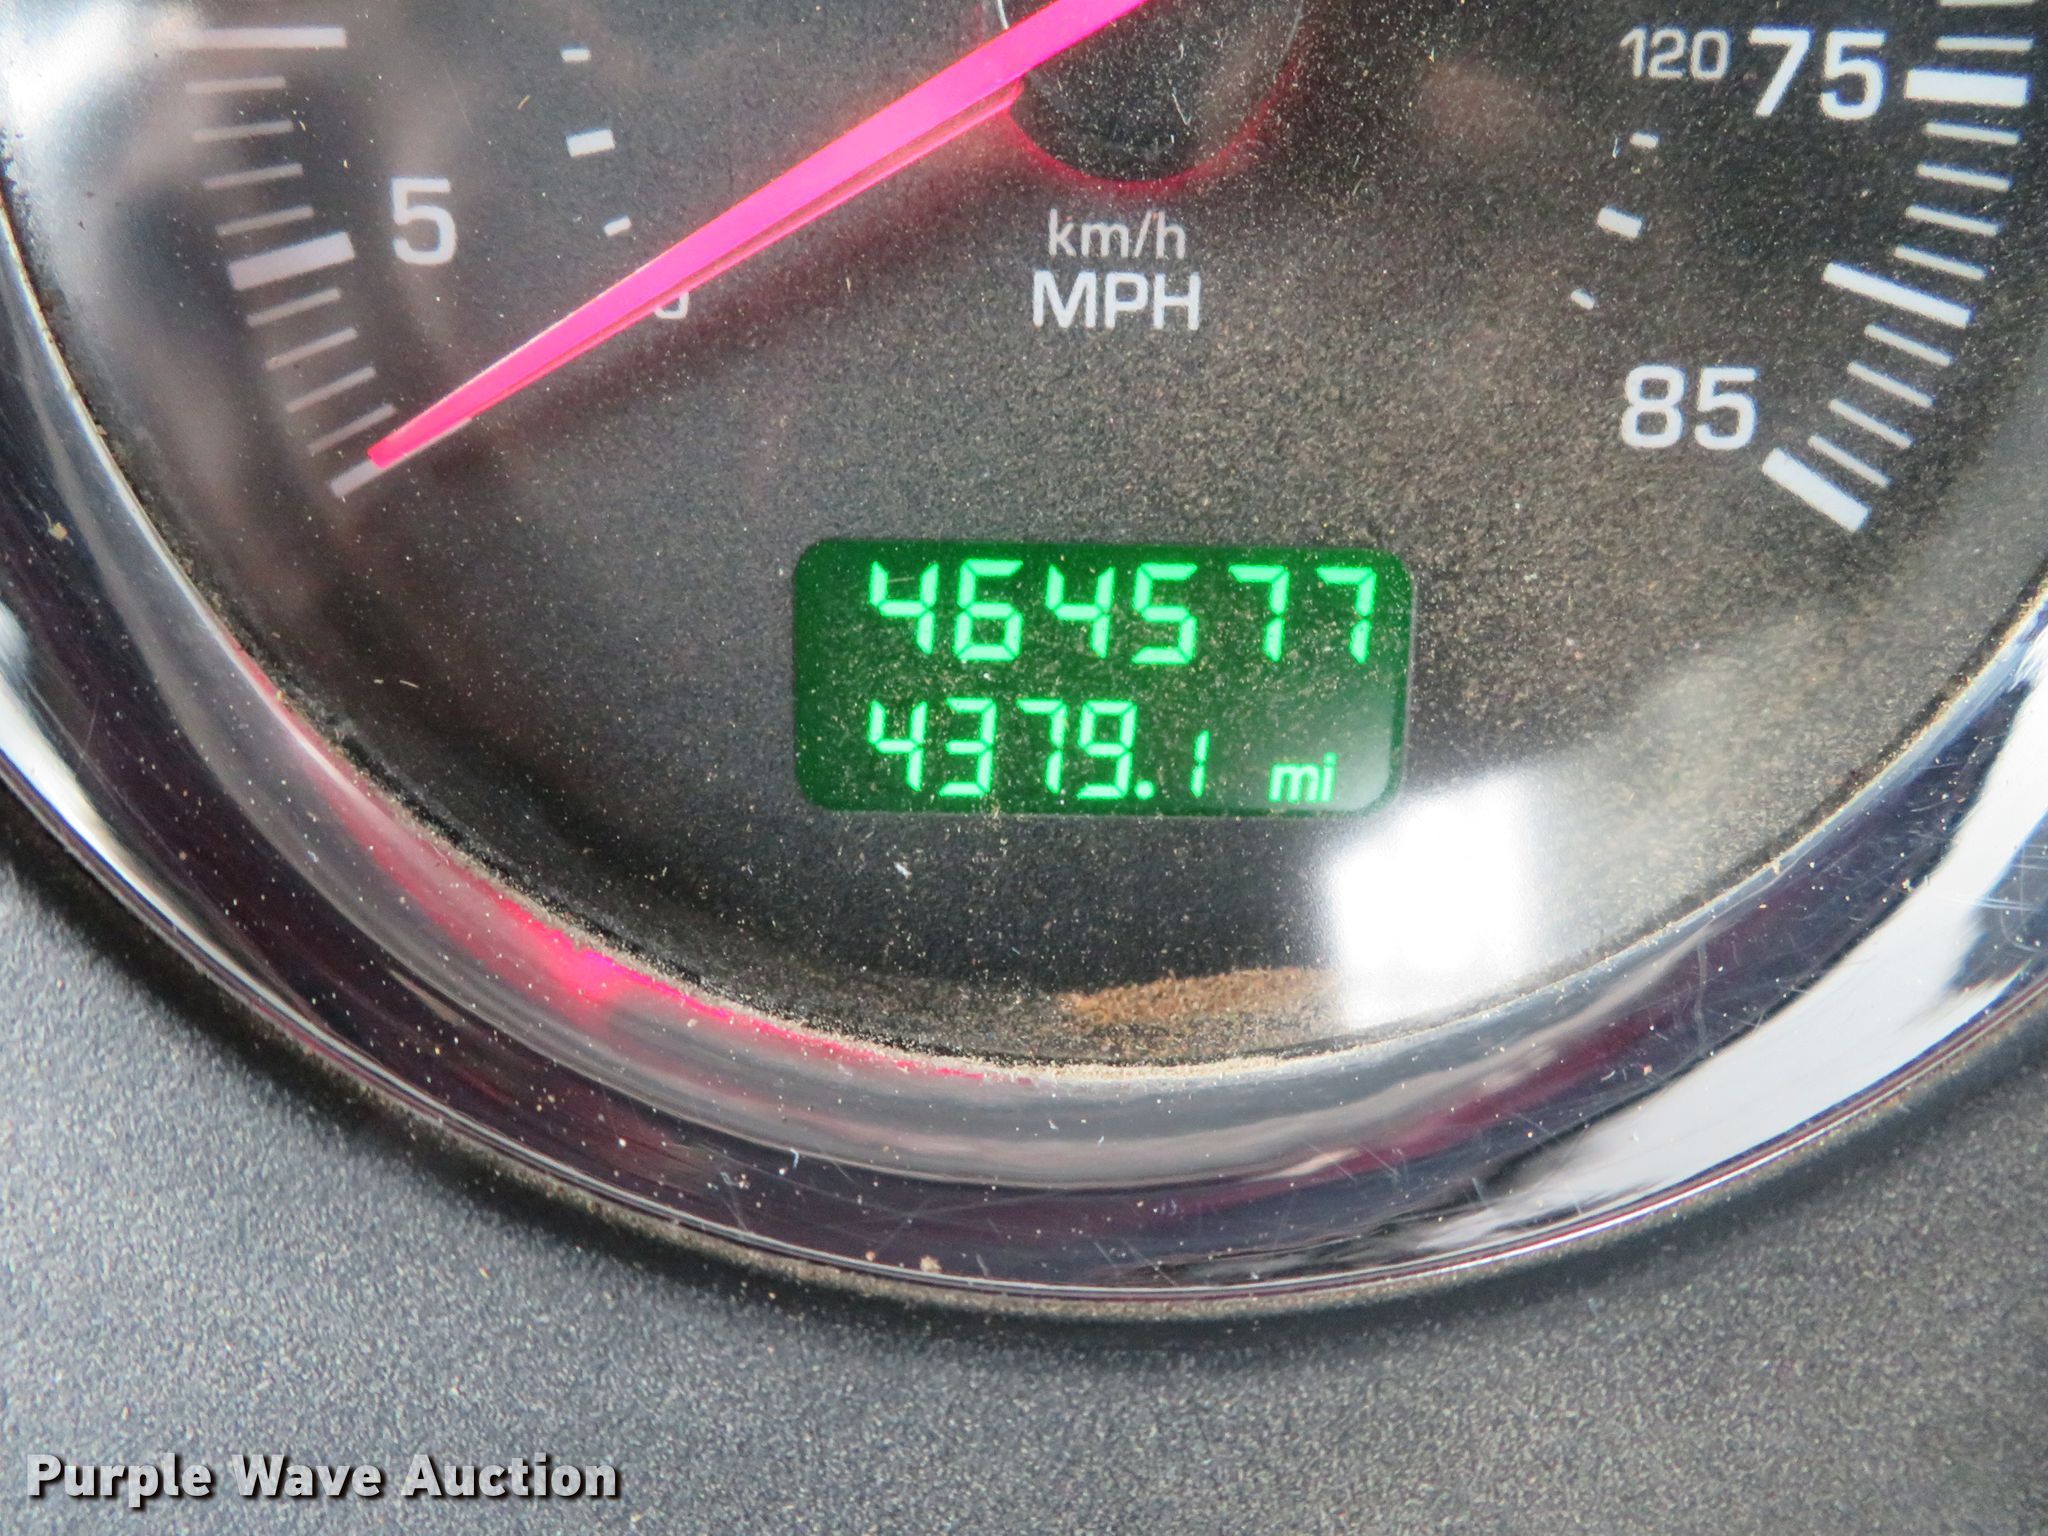 120 75
5
km/h
MPH
85
464577
4379.1 mi
Purple Wave Auction